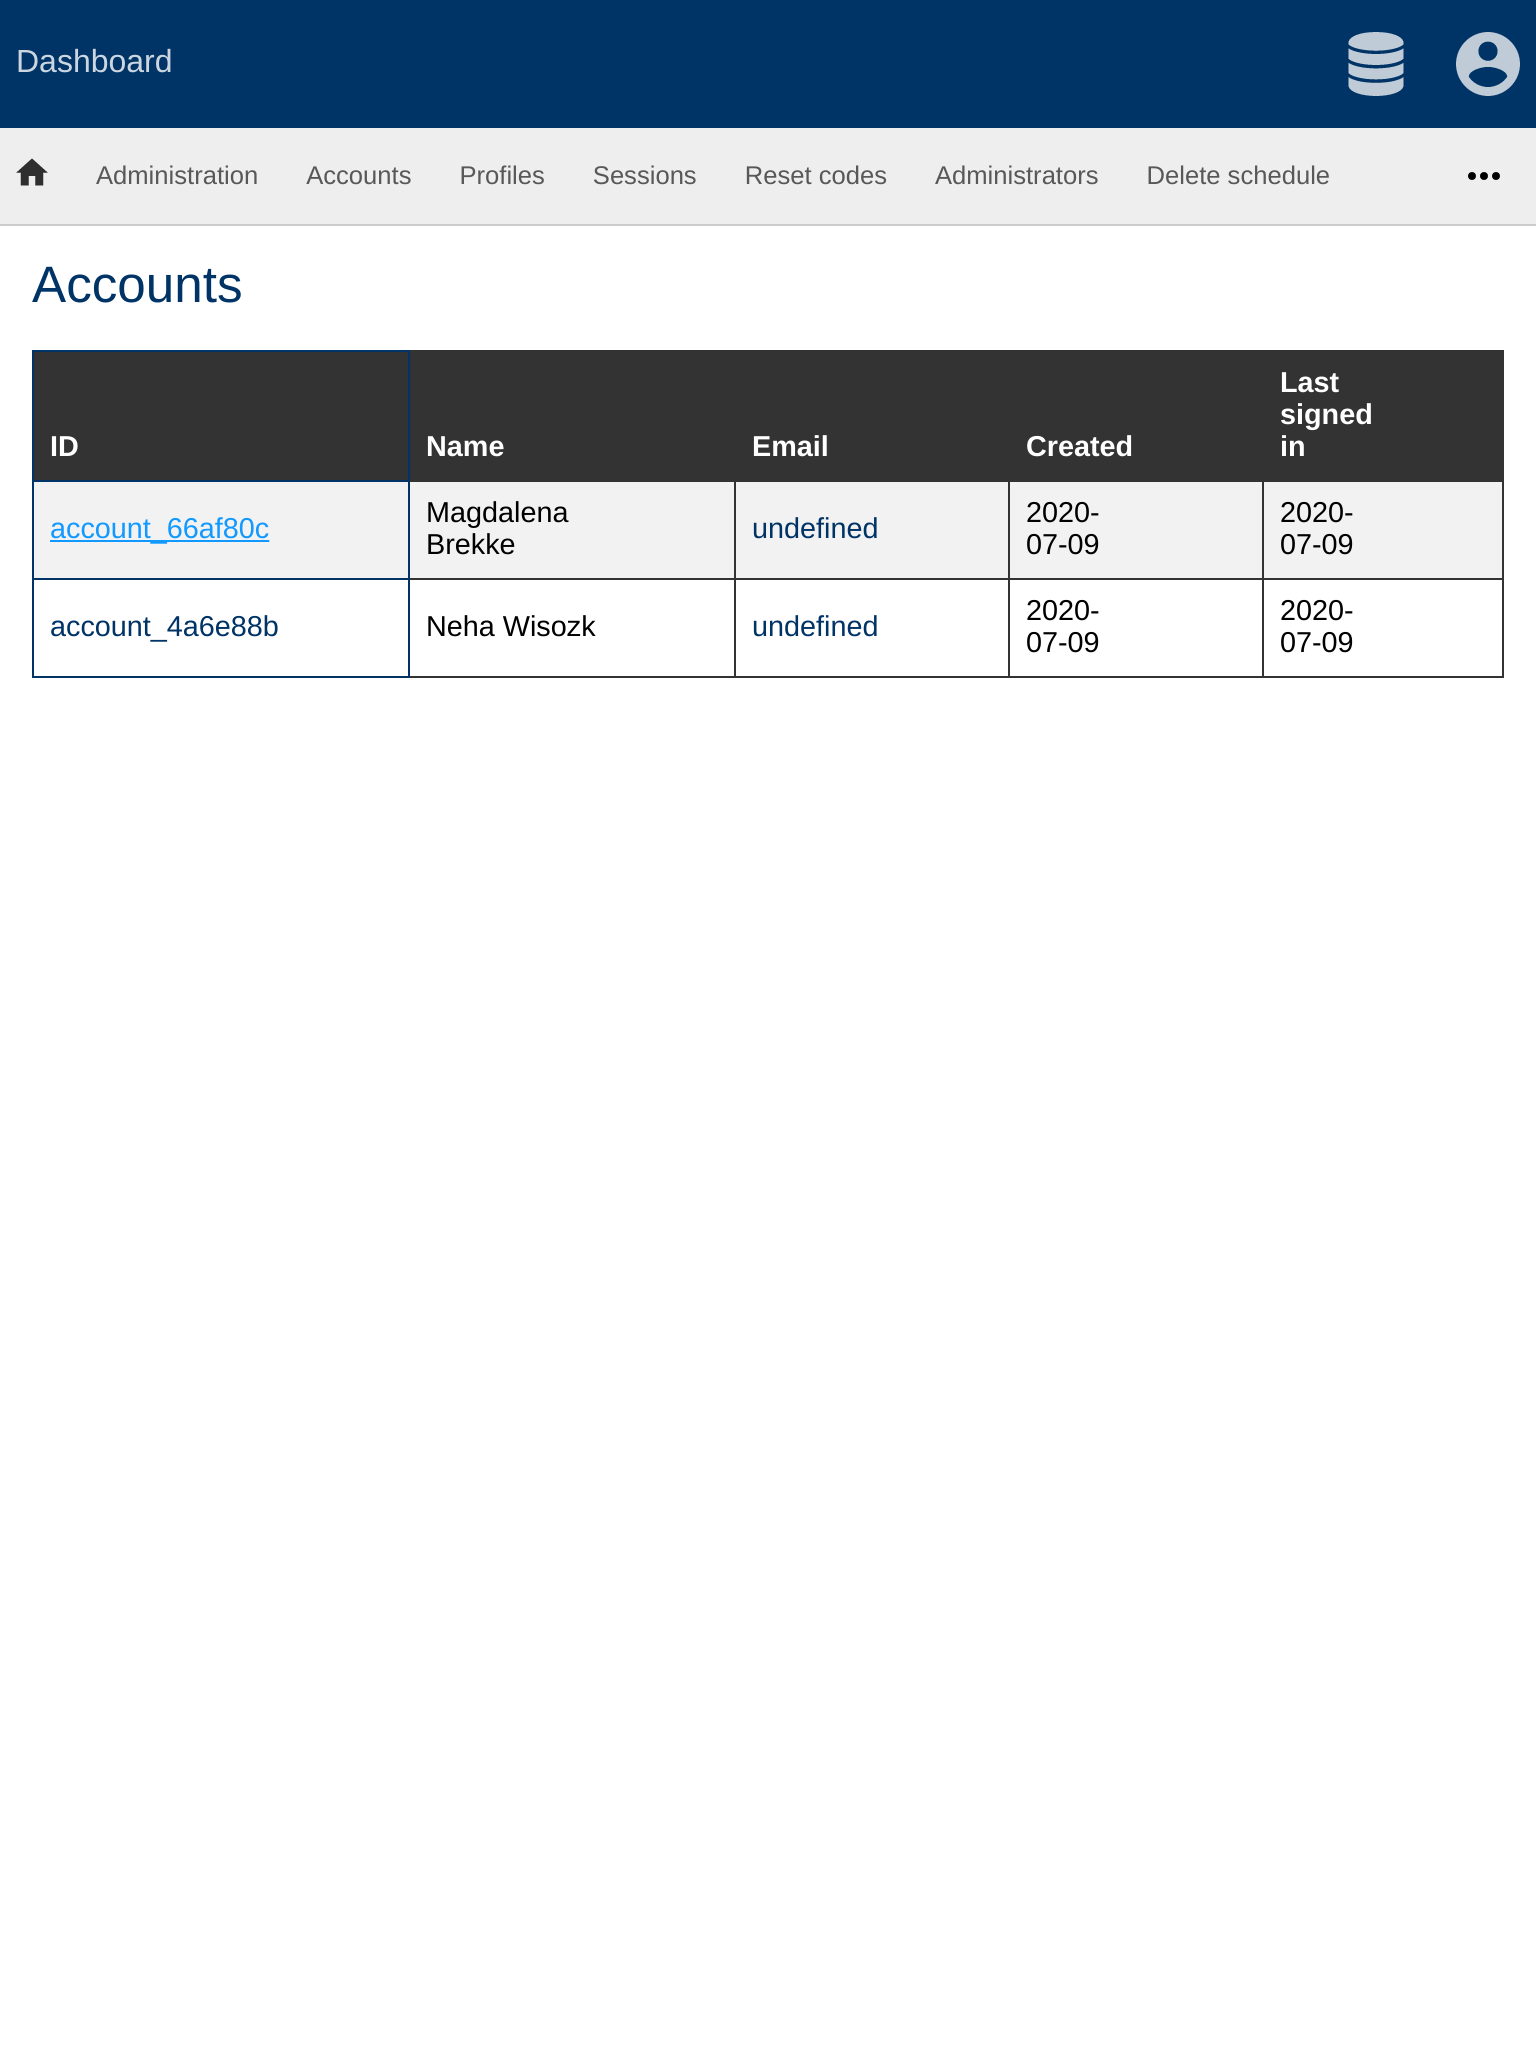 Dashboard
Administration Accounts Profiles Sessions Reset codes Administrators Delete schedule
Accounts
ID Name Email Created Last signed in
account_66af80c Magdalena Brekke undefined 2020-07-09 2020-07-09
account_4a6e88b Neha Wisozk undefined 2020-07-09 2020-07-09